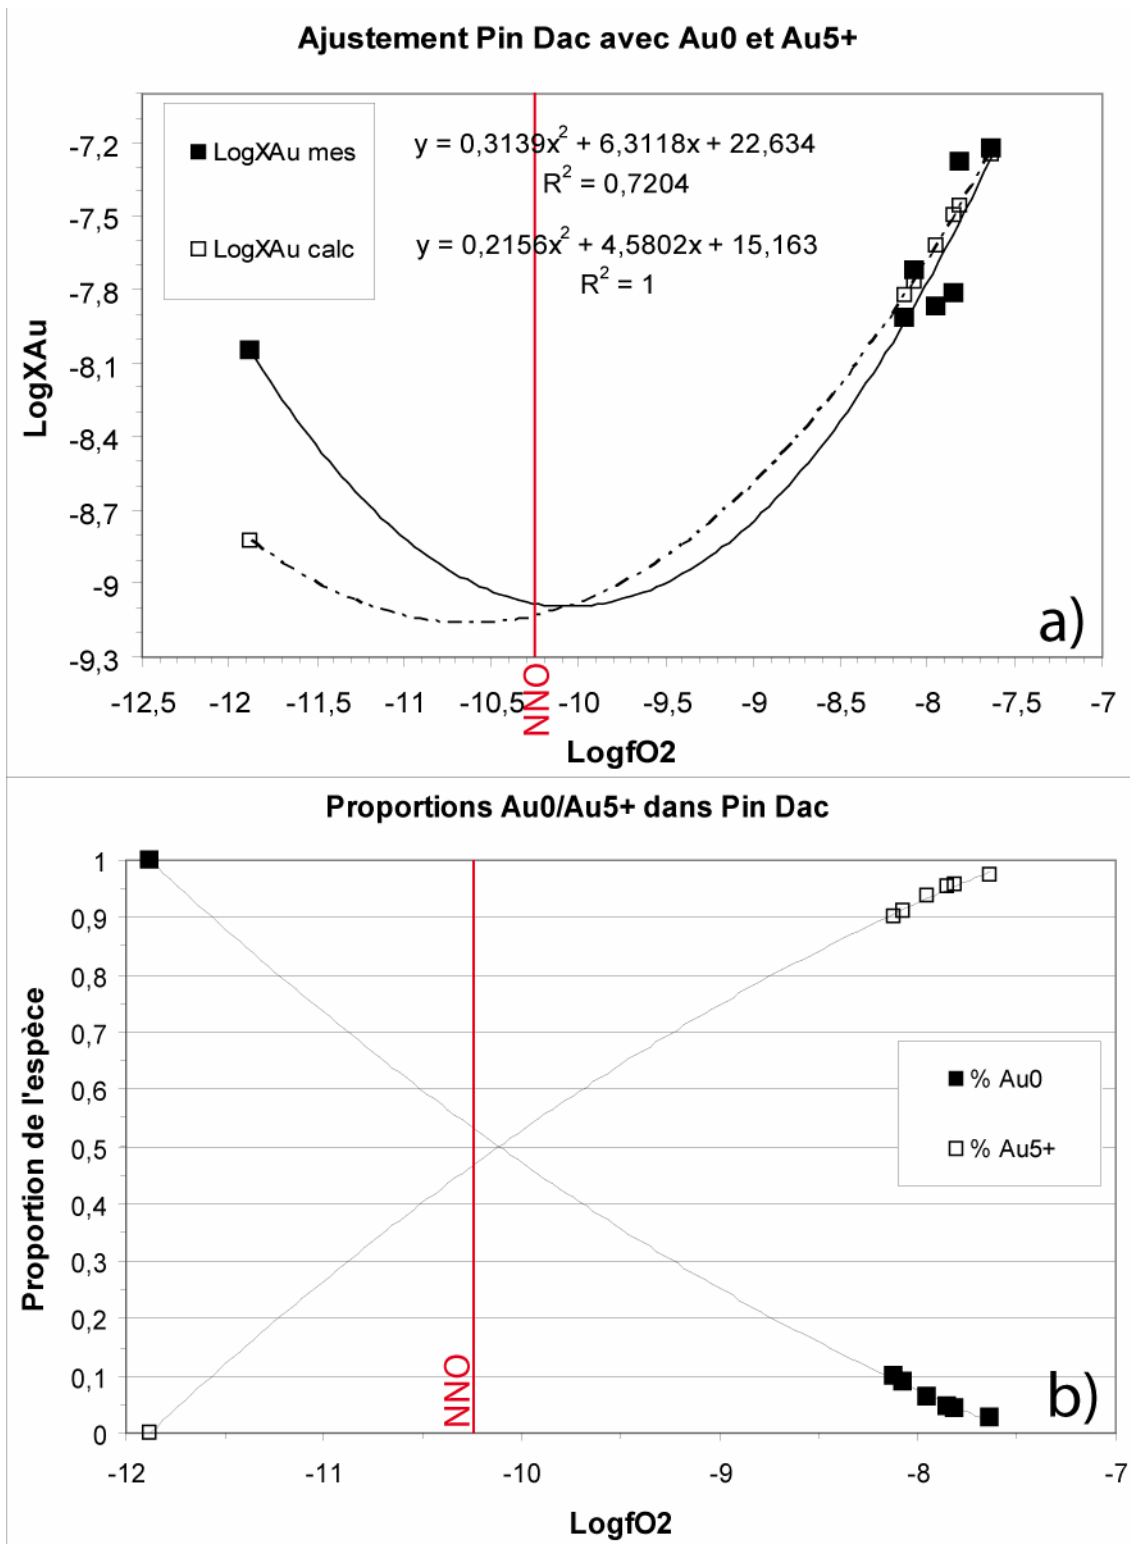 Ajustement Pin Dac avec Au0 et Au5+
LogXAu mes
y = 0,3139x² + 6,3118x + 22,634
R² = 0,7204
LogXAu calc
y = 0,2156x² + 4,5802x + 15,163
R² = 1
LogXAu
-7,2
-7,5
-7,8
-8,1
-8,4
-8,7
-9
-9,3
a)
-12,5 -12 -11,5 -11 -10,5 -10 -9,5 -9 -8,5 -8 -7,5 -7
NNO
LogfO2
Proportions Au0/Au5+ dans Pin Dac
Proportion de l'espèce
1
0,9
0,8
0,7
0,6
0,5
0,4
0,3
0,2
0,1
0
% Au0
% Au5+
NNO
b)
-12 -11 -10 -9 -8 -7
LogfO2